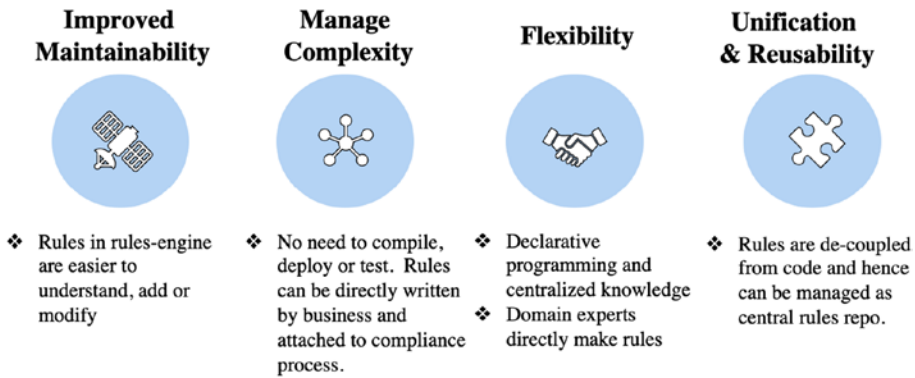 Improved
Maintainability
❖ Rules in rules-engine
are easier to
understand, add or
modify
Manage
Complexity
❖ No need to compile,
deploy or test. Rules
can be directly written
by business and
attached to compliance
process.
Flexibility
❖ Declarative
programming and
centralized knowledge
❖ Domain experts
directly make rules
Unification
& Reusability
❖ Rules are de-coupled
from code and hence
can be managed as
central rules repo.